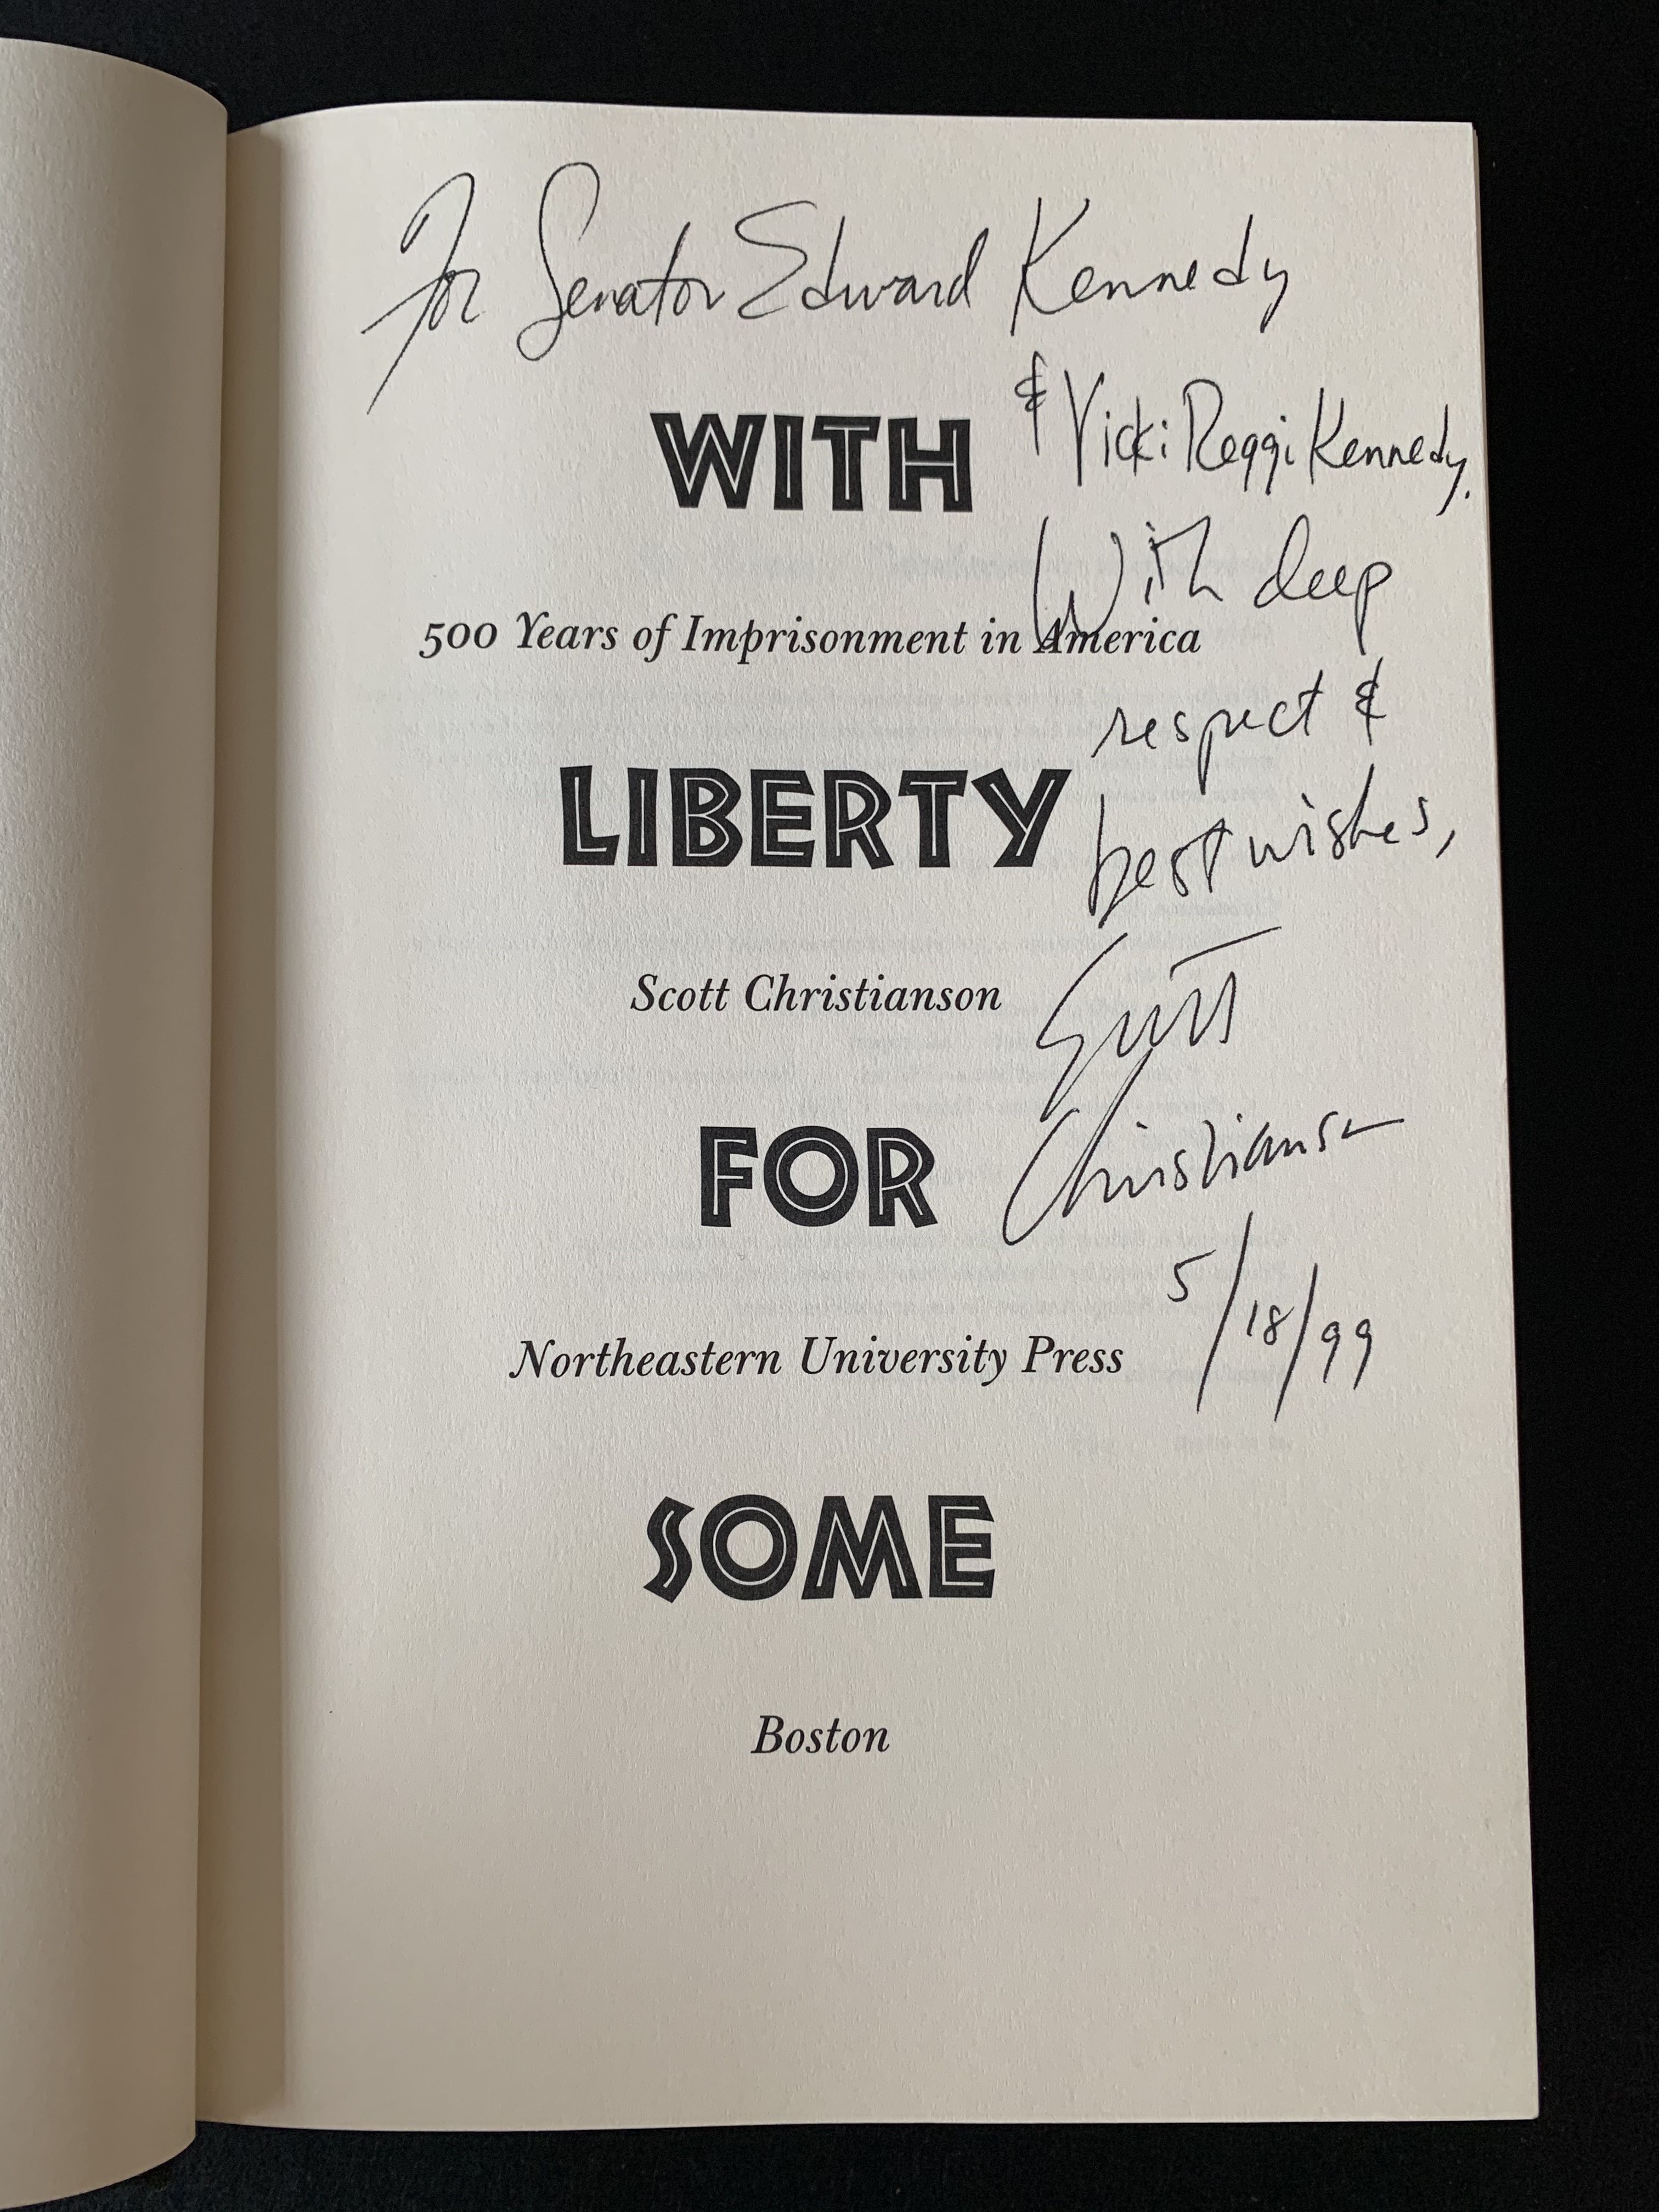 For Senator Edward Kennedy
& Vicki Reggi Kennedy.
WITH
With deep
500 Years of Imprisonment in America
respect &
LIBERTY
best wishes,
Scott Christianson
Scott
Christianson
FOR
5/18/99
Northeastern University Press
SOME
Boston